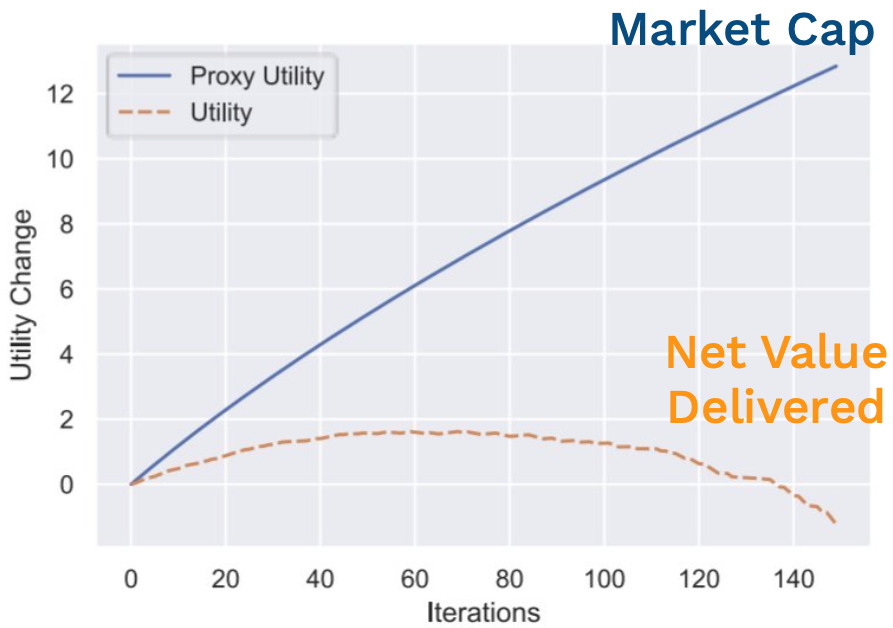 Market Cap
Proxy Utility
Utility
12
10
8
6
4
2
0
Utility Change
Net Value
Delivered
0 20 40 60 80 100 120 140
Iterations